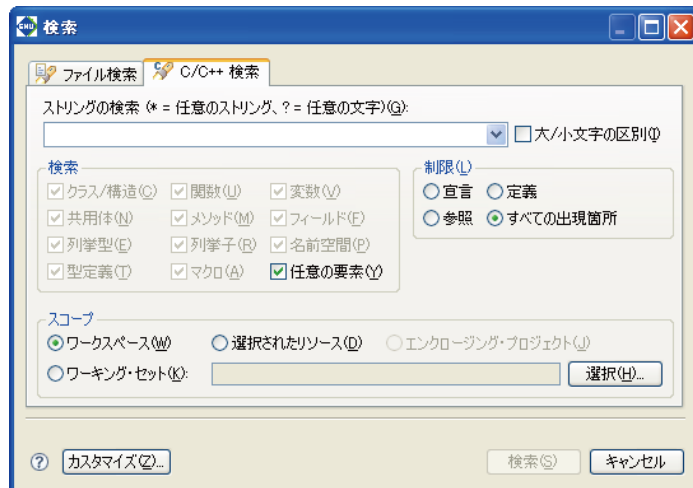 GNU 検索
ファイル検索 C/C++ 検索
ストリングの検索 (* = 任意のストリング、? = 任意の文字)(G):
大/小文字の区別(I)
検索 制限(L)
クラス/構造(C) 関数(U) 変数(V) 宣言 定義
共用体(N) メソッド(M) フィールド(F) 参照 すべての出現箇所
列挙型(E) 列挙子(R) 名前空間(P)
型定義(T) マクロ(A) 任意の要素(Y)
スコープ
ワークスペース(W) 選択されたリソース(D) エンクロージング・プロジェクト(J)
ワーキング・セット(K): 選択(H)...
? カスタマイズ(Z)... 検索(S) キャンセル